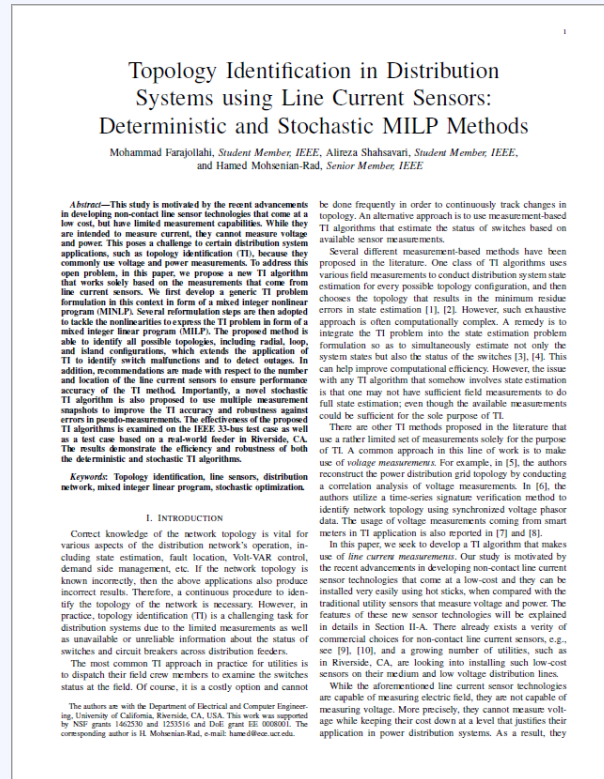 1
Topology Identification in Distribution
Systems using Line Current Sensors:
Deterministic and Stochastic MILP Methods
Mohammad Farajollahi, Student Member, IEEE, Alireza Shahsavari, Student Member, IEEE,
and Hamed Mohsenian-Rad, Senior Member, IEEE
Abstract—This study is motivated by the recent advancements
in developing non-contact line sensor technologies that come at a
low cost, but have limited measurement capabilities. While they
are intended to measure current, they cannot measure voltage
and power. This poses a challenge to certain distribution system
applications, such as topology identification (TI), because they
commonly use voltage and power measurements. To address this
open problem, in this paper, we propose a new TI algorithm
that works solely based on the measurements that come from
line current sensors. We first develop a generic TI problem
formulation in this context in form of a mixed integer nonlinear
program (MINLP). Several reformulation steps are then adopted
to tackle the nonlinearities to express the TI problem in form of a
mixed integer linear program (MILP). The proposed method is
able to identify all possible topologies, including radial, loop,
and island configurations, which extends the application of
TI to identify switch malfunctions and to detect outages. In
addition, recommendations are made with respect to the number
and location of the line current sensors to ensure performance
accuracy of the TI method. Importantly, a novel stochastic
TI algorithm is also proposed to use multiple measurement
snapshots to improve the TI accuracy and robustness against
errors in pseudo-measurements. The effectiveness of the proposed
TI algorithms is examined on the IEEE 33-bus test case as well
as a test case based on a real-world feeder in Riverside, CA.
The results demonstrate the efficiency and robustness of both
the deterministic and stochastic TI algorithms.
Keywords: Topology identification, line sensors, distribution
network, mixed integer linear program, stochastic optimization.
I. INTRODUCTION
Correct knowledge of the network topology is vital for
various aspects of the distribution network's operation, in-
cluding state estimation, fault location, Volt-VAR control,
demand side management, etc. If the network topology is
known incorrectly, then the above applications also produce
incorrect results. Therefore, a continuous procedure to iden-
tify the topology of the network is necessary. However, in
practice, topology identification (TI) is a challenging task for
distribution systems due to the limited measurements as well
as unavailable or unreliable information about the status of
switches and circuit breakers across distribution feeders.
The most common TI approach in practice for utilities is
to dispatch their field crew members to examine the switches
status at the field. Of course, it is a costly option and cannot
The authors are with the Department of Electrical and Computer Engineer-
ing, University of California, Riverside, CA, USA. This work was supported
by NSF grants 1462530 and 1253516 and DoE grant EE 0008001. The
corresponding author is H. Mohsenian-Rad, e-mail: hamed@ece.ucr.edu.
be done frequently in order to continuously track changes in
topology. An alternative approach is to use measurement-based
TI algorithms that estimate the status of switches based on
available sensor measurements.
Several different measurement-based methods have been
proposed in the literature. One class of TI algorithms uses
various field measurements to conduct distribution system state
estimation for every possible topology configuration, and then
chooses the topology that results in the minimum residue
errors in state estimation [1], [2]. However, such exhaustive
approach is often computationally complex. A remedy is to
integrate the TI problem into the state estimation problem
formulation so as to simultaneously estimate not only the
system states but also the status of the switches [3], [4]. This
can help improve computational efficiency. However, the issue
with any TI algorithm that somehow involves state estimation
is that one may not have sufficient field measurements to do
full state estimation; even though the available measurements
could be sufficient for the sole purpose of TI.
There are other TI methods proposed in the literature that
use a rather limited set of measurements solely for the purpose
of TI. A common approach in this line of work is to make
use of voltage measurements. For example, in [5], the authors
reconstruct the power distribution grid topology by conducting
a correlation analysis of voltage measurements. In [6], the
authors utilize a time-series signature verification method to
identify network topology using synchronized voltage phasor
data. The usage of voltage measurements coming from smart
meters in TI application is also reported in [7] and [8].
In this paper, we seek to develop a TI algorithm that makes
use of line current measurements. Our study is motivated by
the recent advancements in developing non-contact line current
sensor technologies that come at a low-cost and they can be
installed very easily using hot sticks, when compared with the
traditional utility sensors that measure voltage and power. The
features of these new sensor technologies will be explained
in details in Section II-A. There already exists a verity of
commercial choices for non-contact line current sensors, e.g.,
see [9], [10], and a growing number of utilities, such as
in Riverside, CA, are looking into installing such low-cost
sensors on their medium and low voltage distribution lines.
While the aforementioned line current sensor technologies
are capable of measuring electric field, they are not capable of
measuring voltage. More precisely, they cannot measure volt-
age while keeping their cost down at a level that justifies their
application in power distribution systems. As a result, they